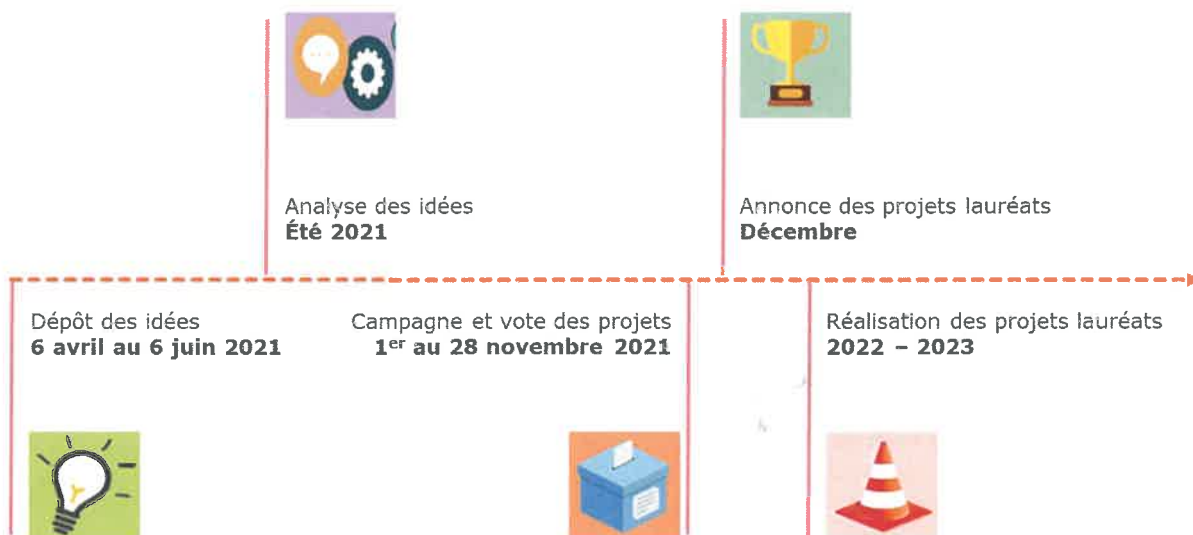 Analyse des idées
Été 2021
Annonce des projets lauréats
Décembre
Dépôt des idées
6 avril au 6 juin 2021
Campagne et vote des projets
1er au 28 novembre 2021
Réalisation des projets lauréats
2022 – 2023